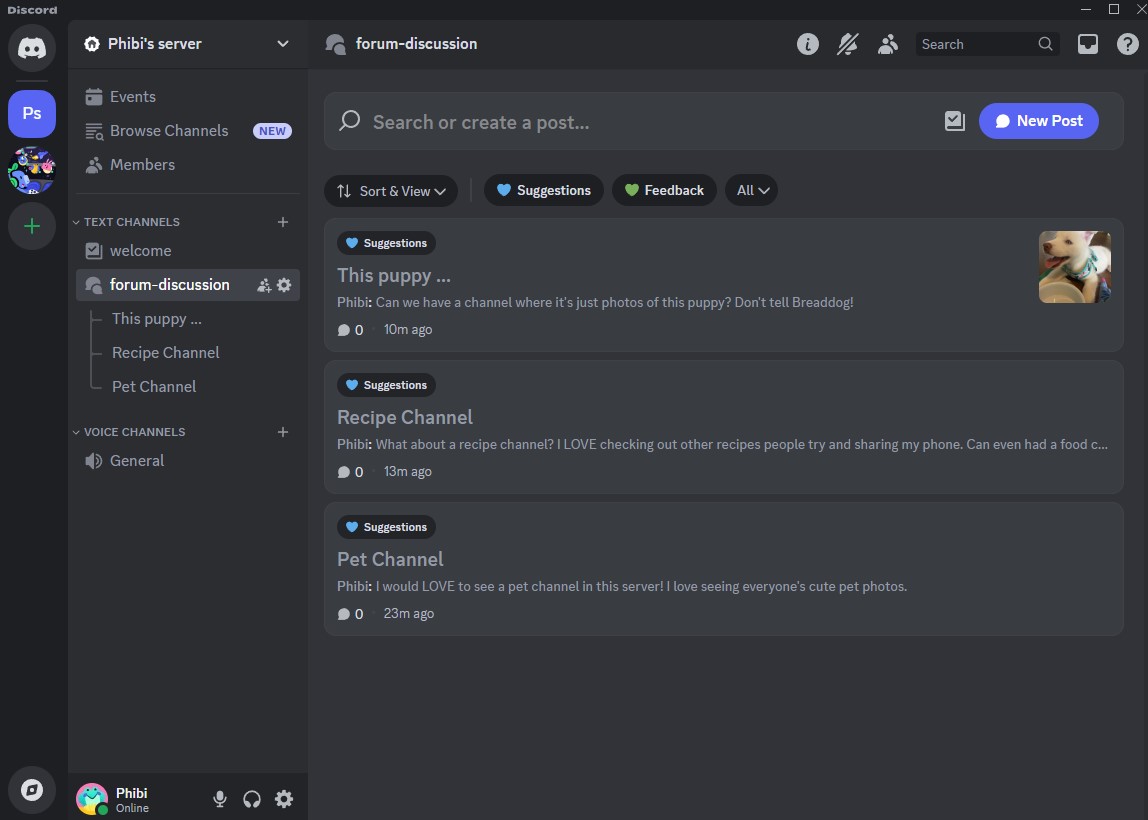 Discord
Ps
Phibi's server
Events
Browse Channels NEW
Members
TEXT CHANNELS
welcome
forum-discussion
This puppy ...
Recipe Channel
Pet Channel
VOICE CHANNELS
General
Phibi
Online
forum-discussion
Search
Search or create a post...
New Post
Sort & View
Suggestions
Feedback
All
Suggestions
This puppy ...
Phibi: Can we have a channel where it's just photos of this puppy? Don't tell Breaddog!
0 10m ago
Suggestions
Recipe Channel
Phibi: What about a recipe channel? I LOVE checking out other recipes people try and sharing my phone. Can even had a food c...
0 13m ago
Suggestions
Pet Channel
Phibi: I would LOVE to see a pet channel in this server! I love seeing everyone's cute pet photos.
0 23m ago